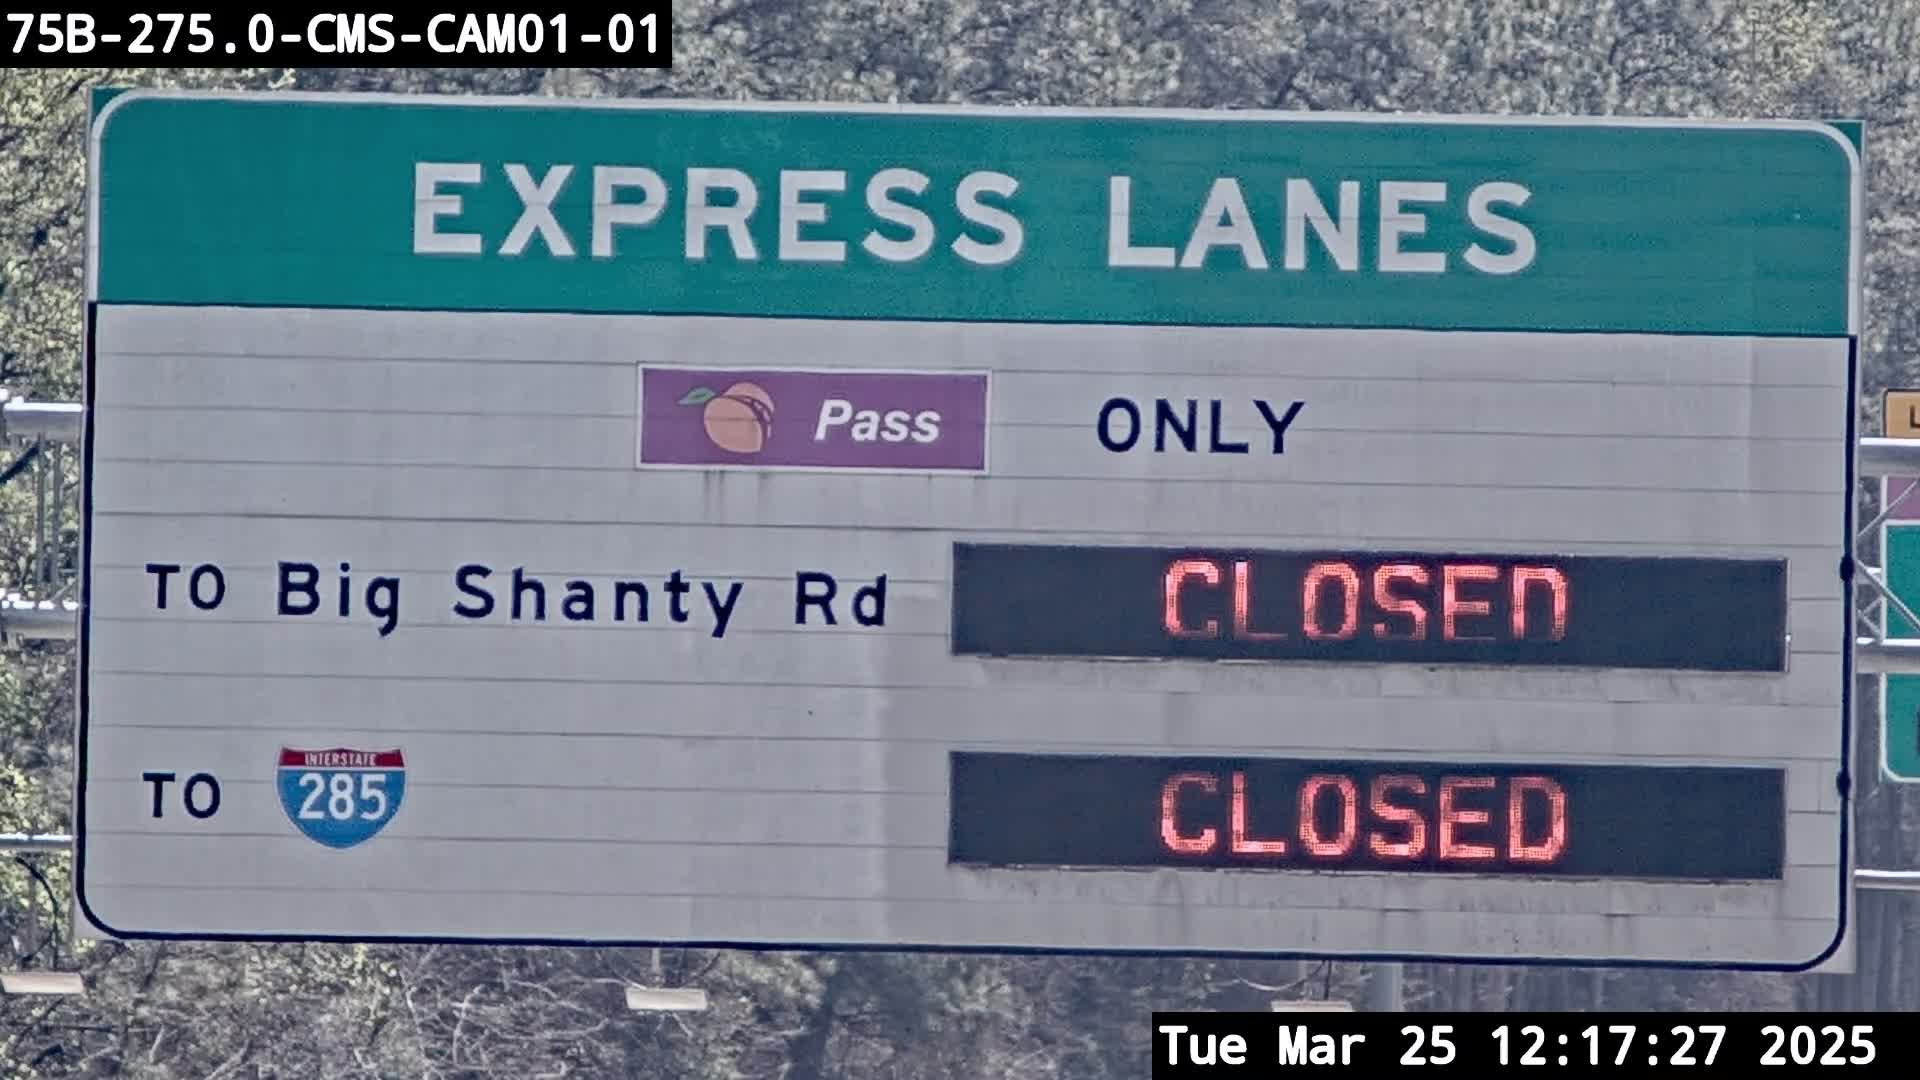 75B-275.0-CMS-CAM01-01
EXPRESS LANES
Pass ONLY
TO Big Shanty Rd CLOSED
TO INTERSTATE 285 CLOSED
Tue Mar 25 12:17:27 2025